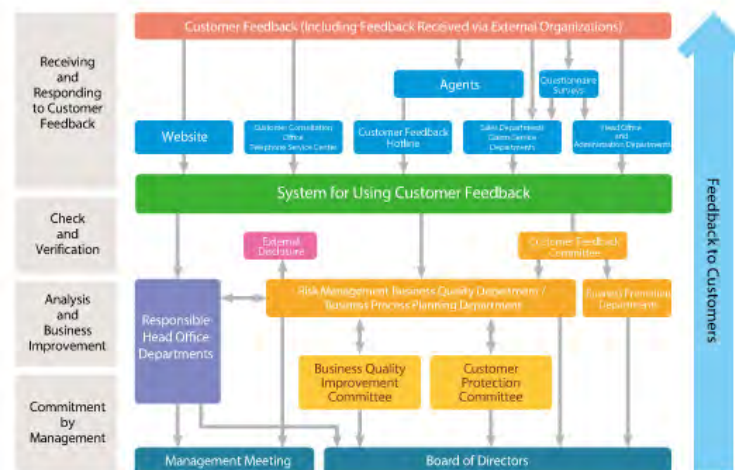 Customer Feedback (Including Feedback Received via External Organizations)
Receiving
and
Responding
to Customer
Feedback
Agents
Questionnaire
Surveys
Website
Customer Consultation
Office
Telephone Service Center
Customer Feedback
Hotline
Sales Departments
Claim Service
Departments
Head Office
and
Administration Departments
System for Using Customer Feedback
Check
and
Verification
External
Disclosure
Customer Feedback
Committee
Analysis
and
Business
Improvement
Responsible
Head Office
Departments
Risk Management Business Quality Department /
Business Process Planning Department
Business Promotion
Departments
Business Quality
Improvement
Committee
Customer
Protection
Committee
Commitment
by
Management
Management Meeting
Board of Directors
Feedback to Customers